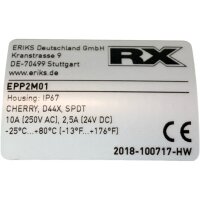 ERIKS Deutschland GmbH
Kranstrasse 9
DE-70499 Stuttgart
www.eriks.de
RX
EPP2M01
Housing: IP67
CHERRY, D44X, SPDT
10A (250V AC), 2,5A (24V DC)
-25°C...+80°C (-13°F...+176°F)
2018-100717-HW